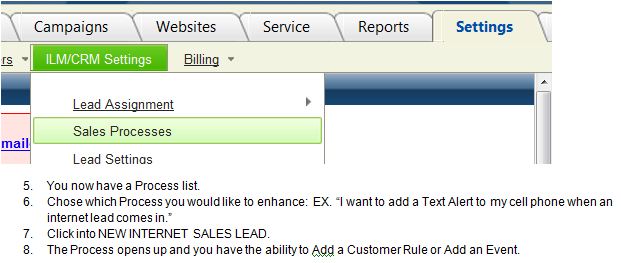 Campaigns Websites Service Reports Settings
rs ILM/CRM Settings Billing
Lead Assignment
mail Sales Processes
Lead Settings
5. You now have a Process list.
6. Chose which Process you would like to enhance: EX. “I want to add a Text Alert to my cell phone when an
internet lead comes in.”
7. Click into NEW INTERNET SALES LEAD.
8. The Process opens up and you have the ability to Add a Customer Rule or Add an Event.